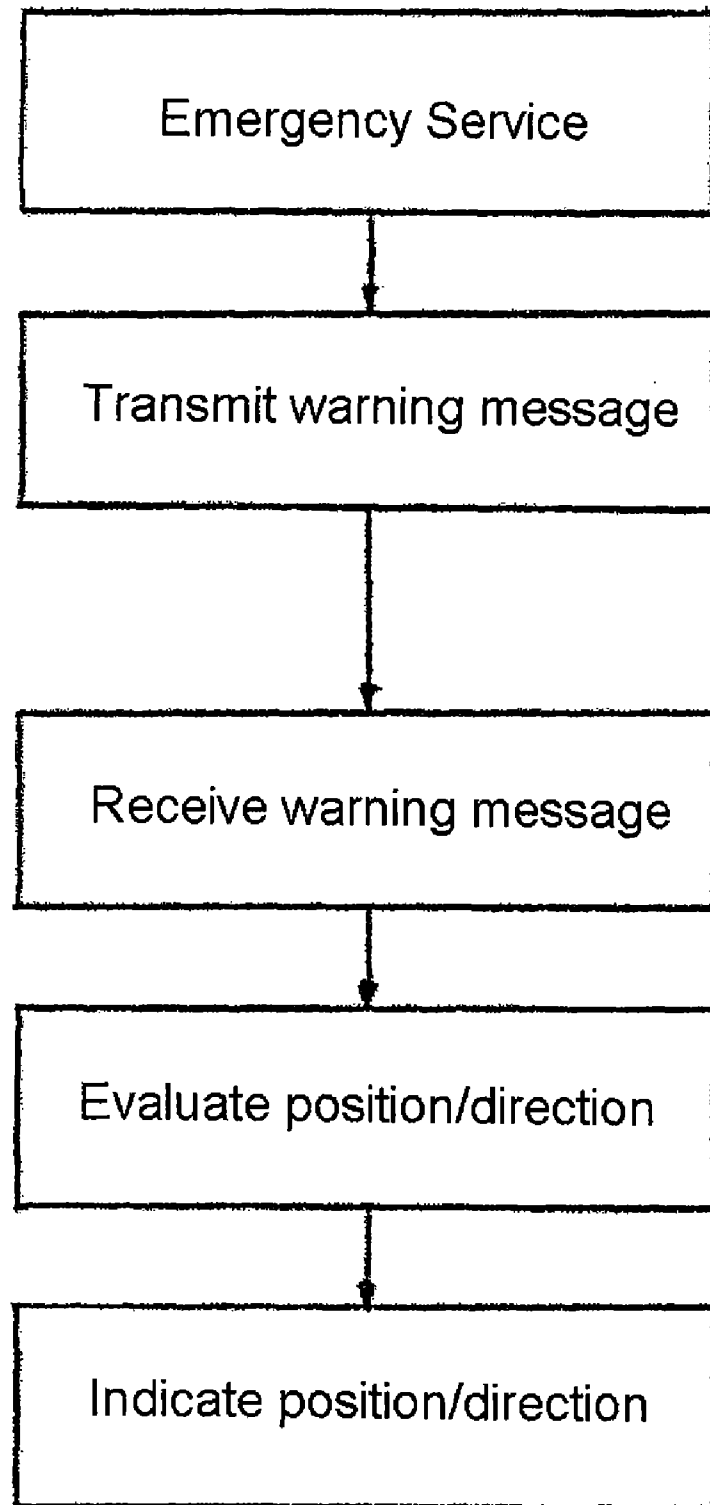 Emergency Service
Transmit warning message
Receive warning message
Evaluate position/direction
Indicate position/direction